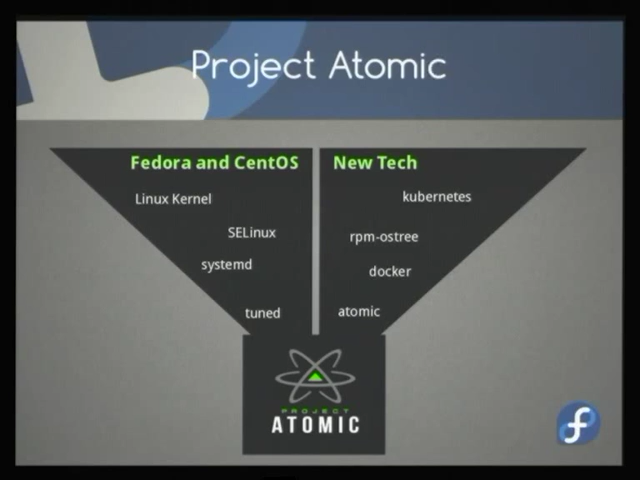 Project Atomic
Fedora and CentOS
Linux Kernel
SELinux
systemd
tuned
New Tech
kubernetes
rpm-ostree
docker
atomic
PROJECT
ATOMIC